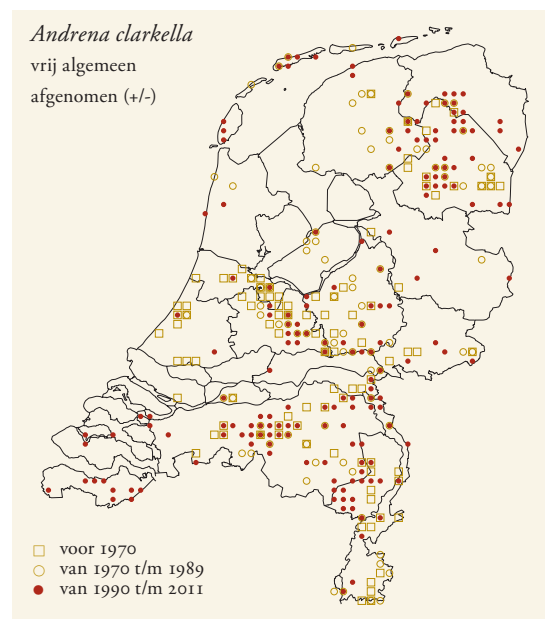 Andrena clarkella
vrij algemeen
afgenomen (+/-)
voor 1970
van 1970 t/m 1989
van 1990 t/m 2011